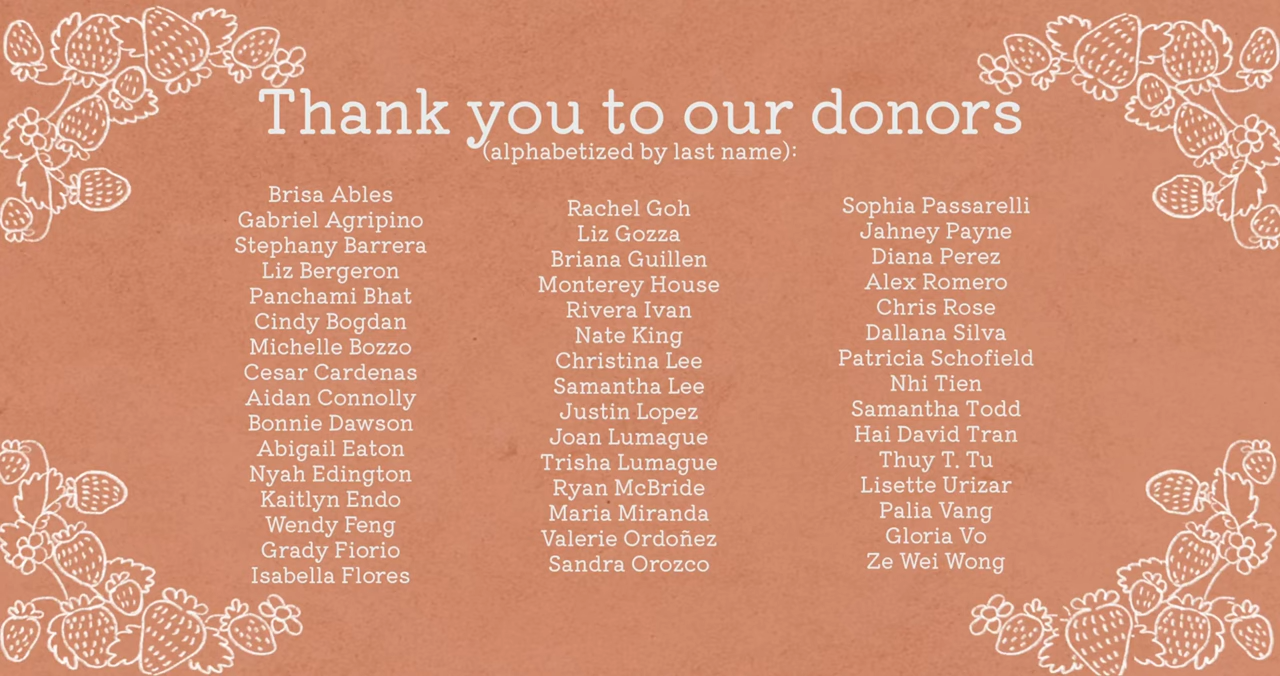 Thank you to our donors
(alphabetized by last name):
Brisa Ables
Gabriel Agripino
Stephany Barrera
Liz Bergeron
Panchami Bhat
Cindy Bogdan
Michelle Bozzo
Cesar Cardenas
Aidan Connolly
Bonnie Dawson
Abigail Eaton
Nyah Edington
Kaitlyn Endo
Wendy Feng
Grady Fiorio
Isabella Flores
Rachel Goh
Liz Gozza
Briana Guillen
Monterey House
Rivera Ivan
Nate King
Christina Lee
Samantha Lee
Justin Lopez
Joan Lumague
Trisha Lumague
Ryan McBride
Maria Miranda
Valerie Ordoñez
Sandra Orozco
Sophia Passarelli
Jahney Payne
Diana Perez
Alex Romero
Chris Rose
Dallana Silva
Patricia Schofield
Nhi Tien
Samantha Todd
Hai David Tran
Thuy T. Tu
Lisette Urizar
Palia Vang
Gloria Vo
Ze Wei Wong